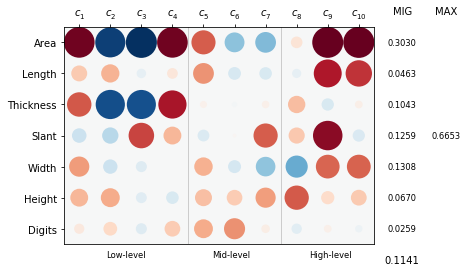 c1 c2 c3 c4 c5 c6 c7 c8 c9 c10 MIG MAX
Area 0.3030
Length 0.0463
Thickness 0.1043
Slant 0.1259 0.6653
Width 0.1308
Height 0.0670
Digits 0.0259
Low-level Mid-level High-level
0.1141